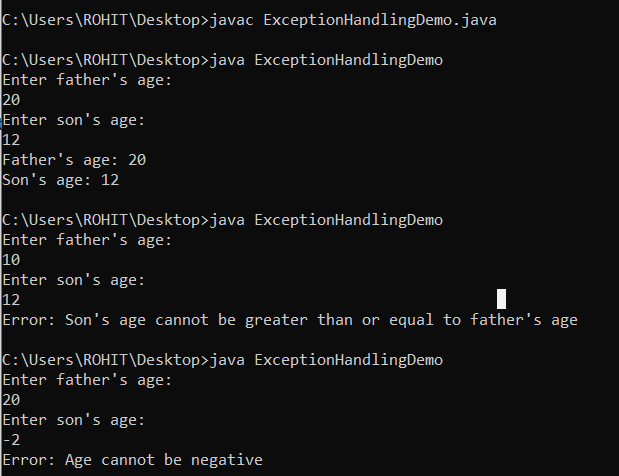 C:\Users\ROHIT\Desktop>javac ExceptionHandlingDemo.java
C:\Users\ROHIT\Desktop>java ExceptionHandlingDemo
Enter father's age:
20
Enter son's age:
12
Father's age: 20
Son's age: 12
C:\Users\ROHIT\Desktop>java ExceptionHandlingDemo
Enter father's age:
10
Enter son's age:
12
Error: Son's age cannot be greater than or equal to father's age
C:\Users\ROHIT\Desktop>java ExceptionHandlingDemo
Enter father's age:
20
Enter son's age:
-2
Error: Age cannot be negative